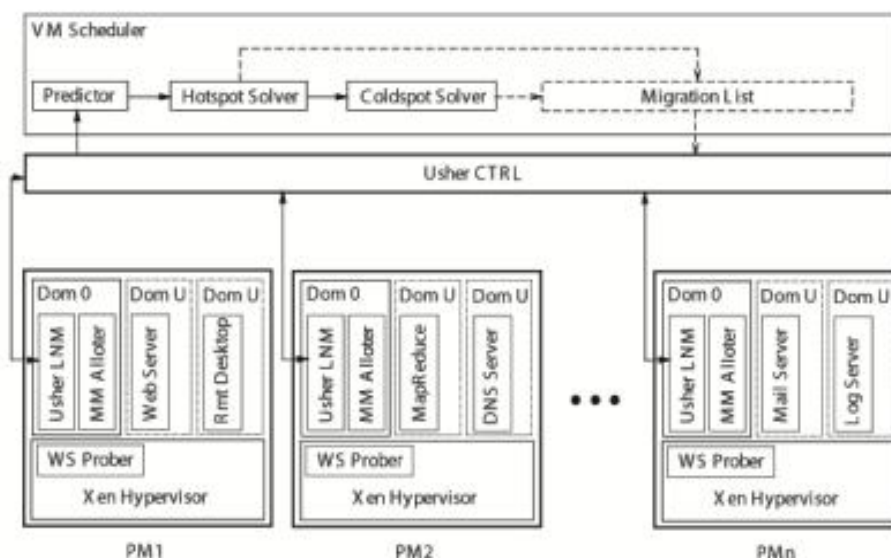 VM Scheduler
Predictor
Hotspot Solver
Coldspot Solver
Migration List
Usher CTRL
Dom 0
Dom U
Dom U
Usher LNM
MM Alloter
Web Server
Rmt Desktop
WS Prober
Xen Hypervisor
PM1
Dom 0
Dom U
Dom U
Usher LNM
MM Alloter
MapReduce
DNS Server
WS Prober
Xen Hypervisor
PM2
Dom 0
Dom U
Dom U
Usher LNM
MM Alloter
Mail Server
Log Server
WS Prober
Xen Hypervisor
PMn